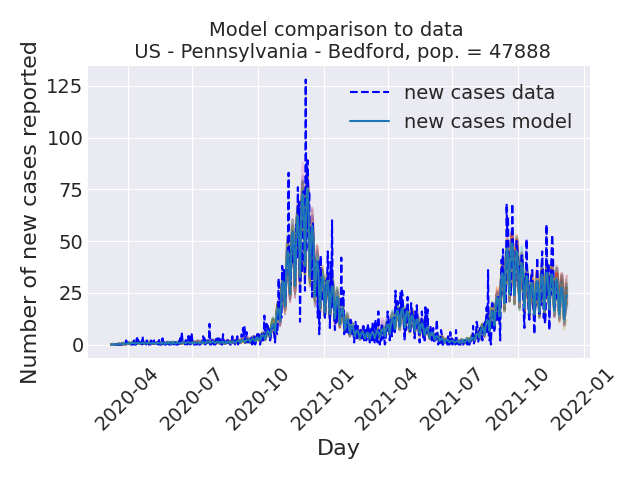 Model comparison to data
US - Pennsylvania - Bedford, pop. = 47888
Number of new cases reported
125
100
75
50
25
0
new cases data
new cases model
2020-04
2020-07
2020-10
2021-01
2021-04
2021-07
2021-10
2022-01
Day